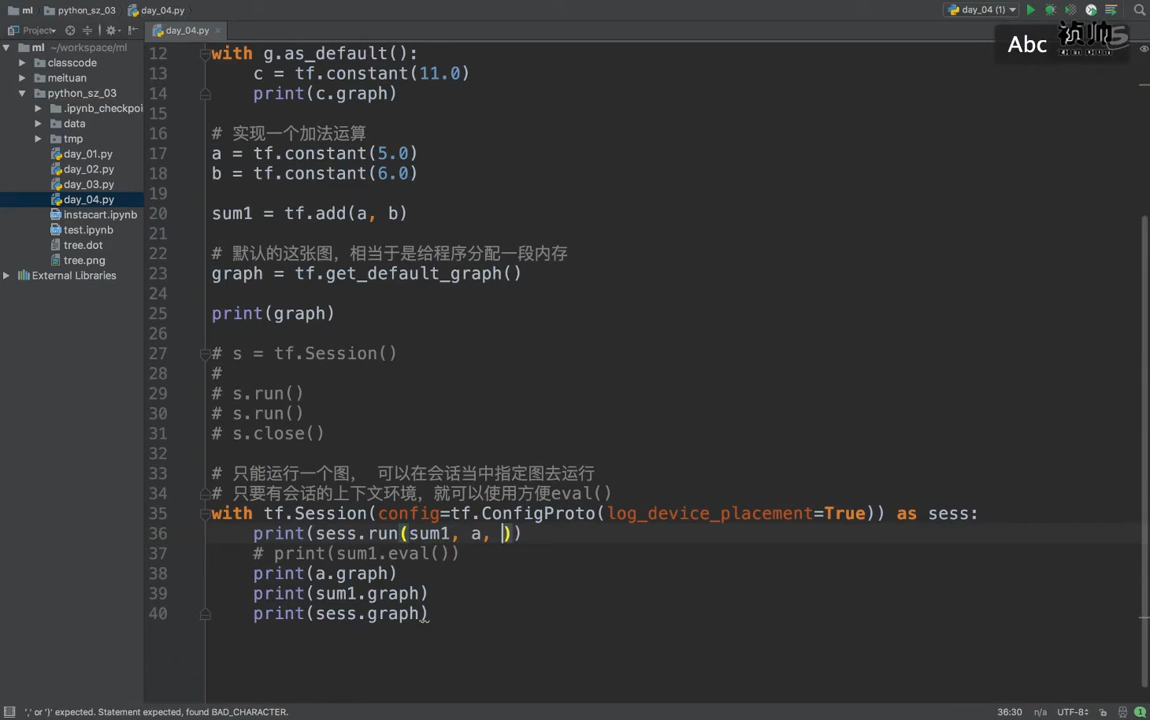 ml
python_sz_03
day_04.py
day_04 (1)
Project
day_04.py
Abc
祯帅5
ZHEN DUAN
ml ~/workspace/ml
classcode
meituan
python_sz_03
.ipynb_checkpoi
data
tmp
day_01.py
day_02.py
day_03.py
day_04.py
instacart.ipynb
test.ipynb
tree.dot
tree.png
External Libraries
12 with g.as_default():
13 c = tf.constant(11.0)
14 print(c.graph)
15
16 # 实现一个加法运算
17 a = tf.constant(5.0)
18 b = tf.constant(6.0)
19
20 sum1 = tf.add(a, b)
21
22 # 默认的这张图，相当于是给程序分配一段内存
23 graph = tf.get_default_graph()
24
25 print(graph)
26
27 # s = tf.Session()
28 #
29 # s.run()
30 # s.run()
31 # s.close()
32
33 # 只能运行一个图， 可以在会话当中指定图去运行
34 # 只要有会话的上下文环境，就可以使用方便eval()
35 with tf.Session(config=tf.ConfigProto(log_device_placement=True)) as sess:
36 print(sess.run(sum1, a, ))
37 # print(sum1.eval())
38 print(a.graph)
39 print(sum1.graph)
40 print(sess.graph)
',' or ')' expected. Statement expected, found BAD_CHARACTER.
36:30 n/a UTF-8 1